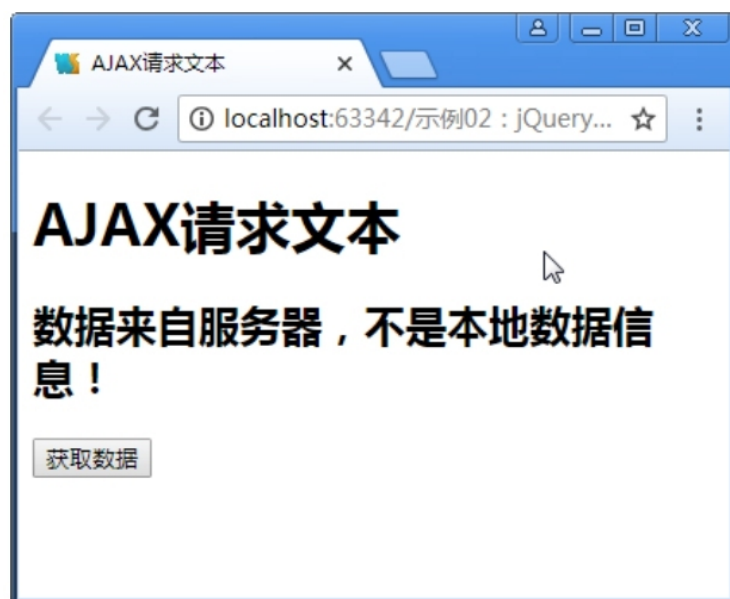 AJAX请求文本
localhost:63342/示例02：jQuery...
AJAX请求文本
数据来自服务器，不是本地数据信
息！
获取数据